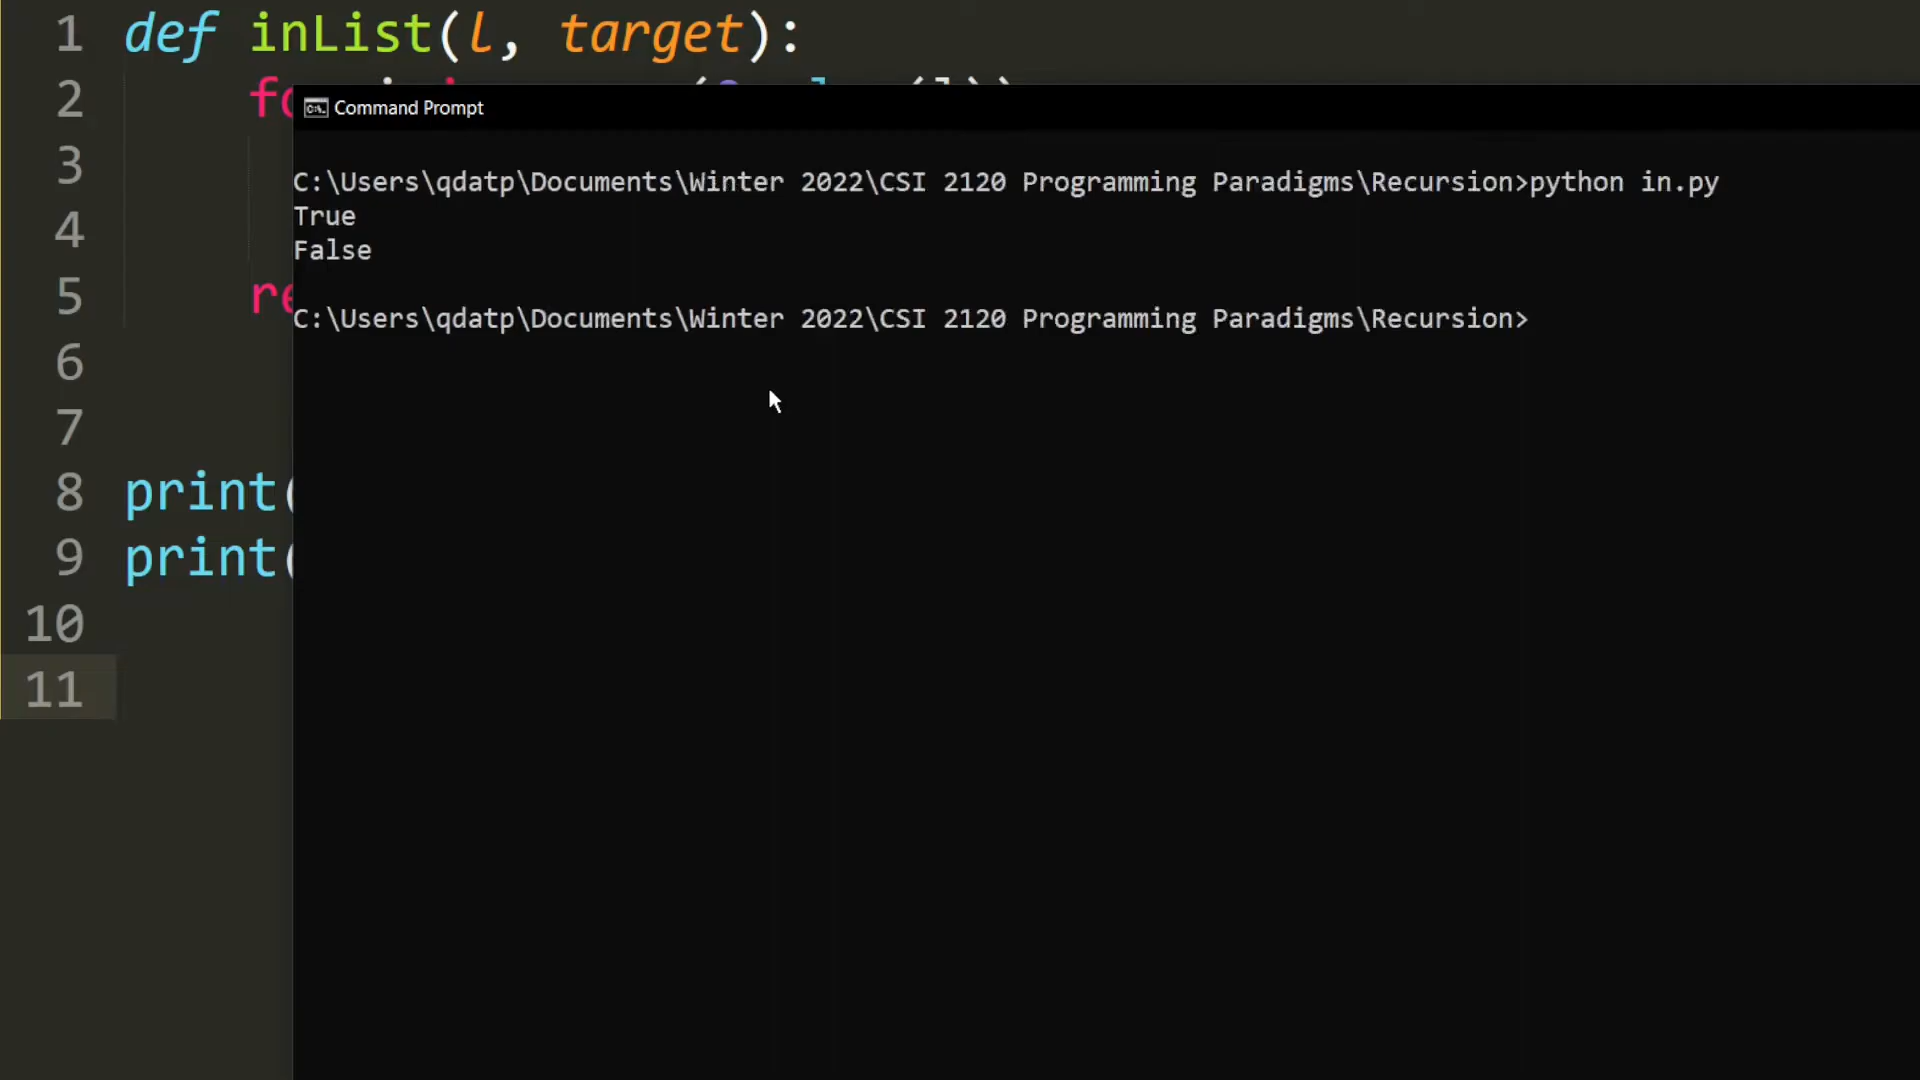 1 def inList(l, target):
2
Command Prompt
3
C:\Users\qdatp\Documents\Winter 2022\CSI 2120 Programming Paradigms\Recursion>python in.py
True
4
False
5
C:\Users\qdatp\Documents\Winter 2022\CSI 2120 Programming Paradigms\Recursion>
6
7
8 print(
9 print(
10
11